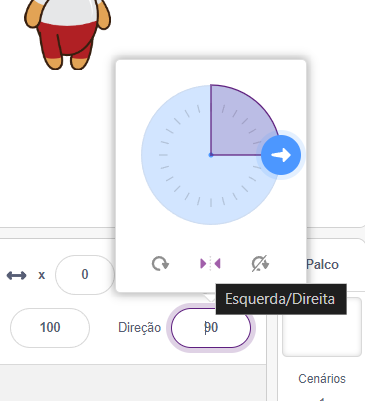 x 0 Palco
Esquerda/Direita
100 Direção 90
Cenários